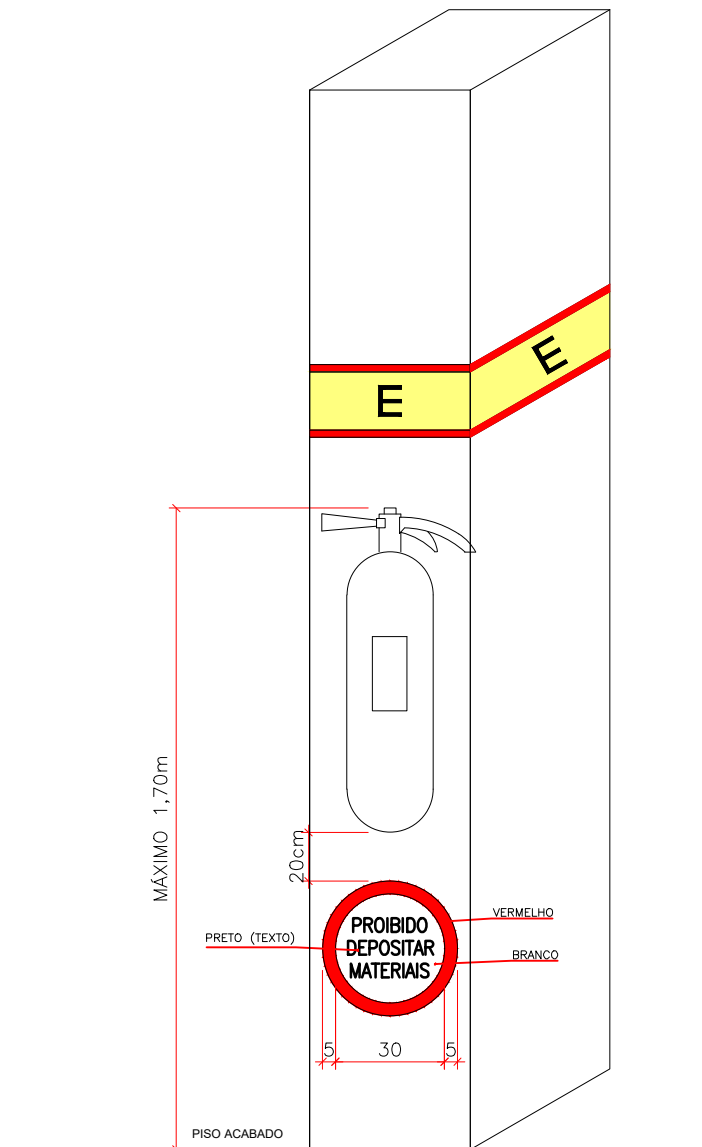 E
E
MÁXIMO 1,70m
20cm
PROIBIDO
DEPOSITAR
MATERIAIS
VERMELHO
PRETO (TEXTO)
BRANCO
5
30
5
PISO ACABADO